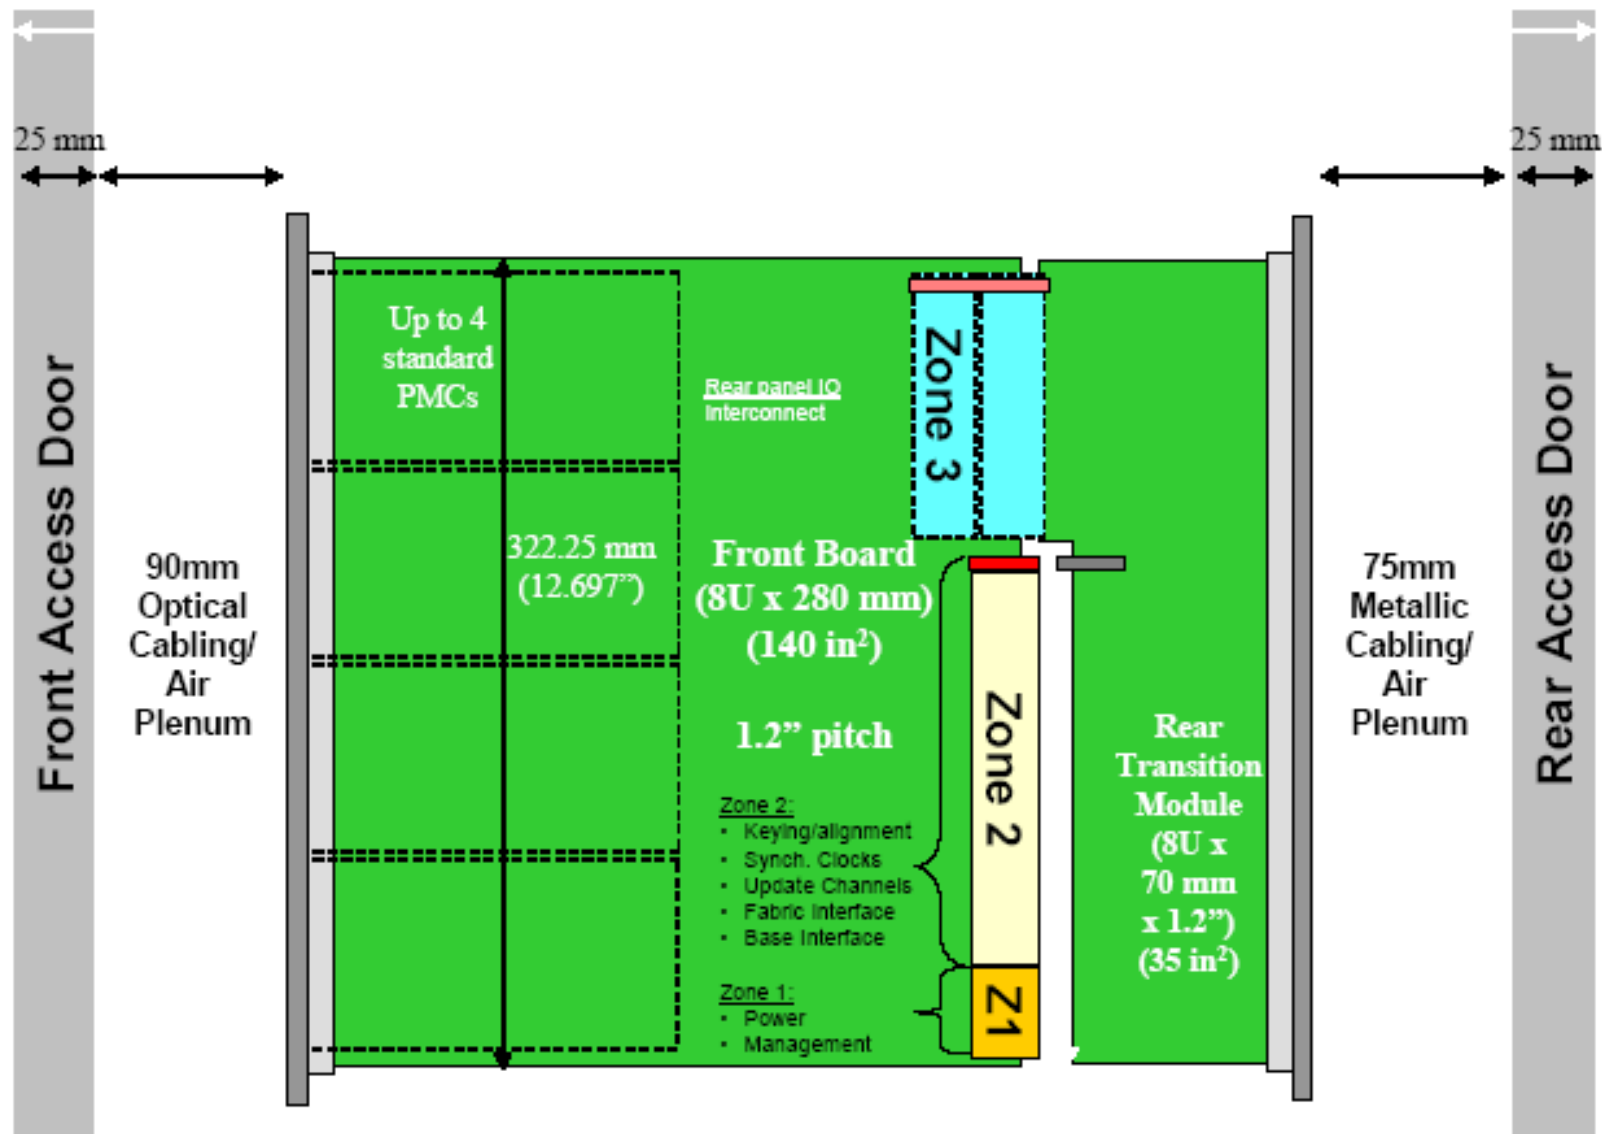 25 mm
25 mm
Front Access Door
90mm
Optical
Cabling/
Air
Plenum
Up to 4
standard
PMCs
322.25 mm
(12.697”)
Rear panel IO
Interconnect
Front Board
(8U x 280 mm)
(140 in²)
1.2” pitch
Zone 2:
• Keying/alignment
• Synch. Clocks
• Update Channels
• Fabric Interface
• Base Interface
Zone 1:
• Power
• Management
Zone 3
Zone 2
Z1
Rear
Transition
Module
(8U x
70 mm
x 1.2”)
(35 in²)
75mm
Metallic
Cabling/
Air
Plenum
Rear Access Door